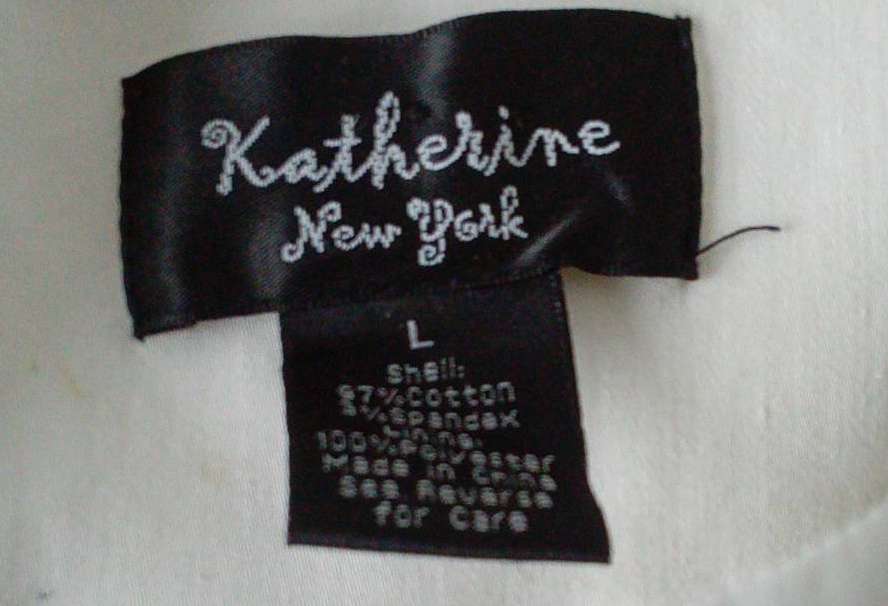 Katherine
New York
L
Shell:
97%Cotton
3%Spandex
Lining:
100%Polyester
Made in China
See Reverse
for Care